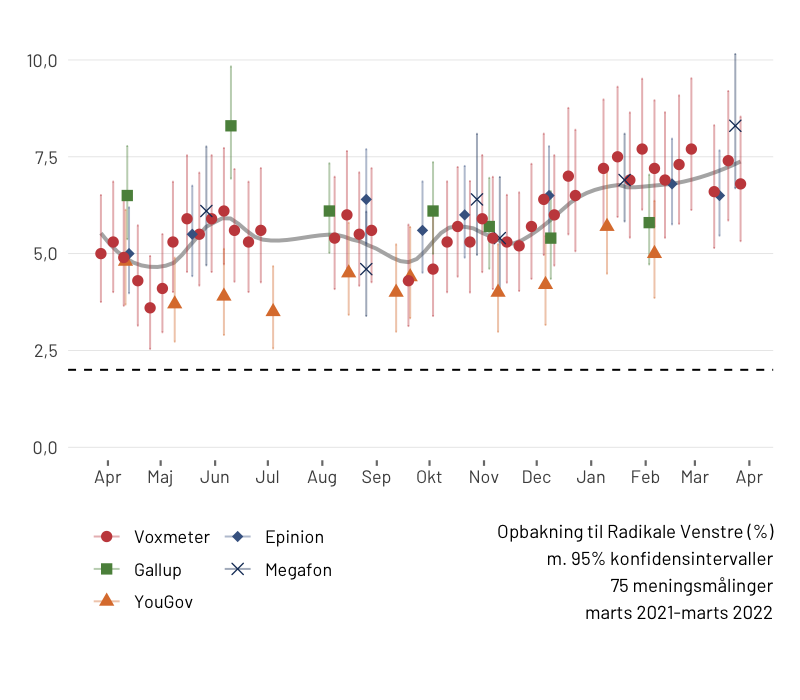 10,0
7,5
5,0
2,5
0,0
Apr Maj Jun Jul Aug Sep Okt Nov Dec Jan Feb Mar Apr
Voxmeter Epinion
Gallup Megafon
YouGov
Opbakning til Radikale Venstre (%)
m. 95% konfidensintervaller
75 meningsmålinger
marts 2021-marts 2022